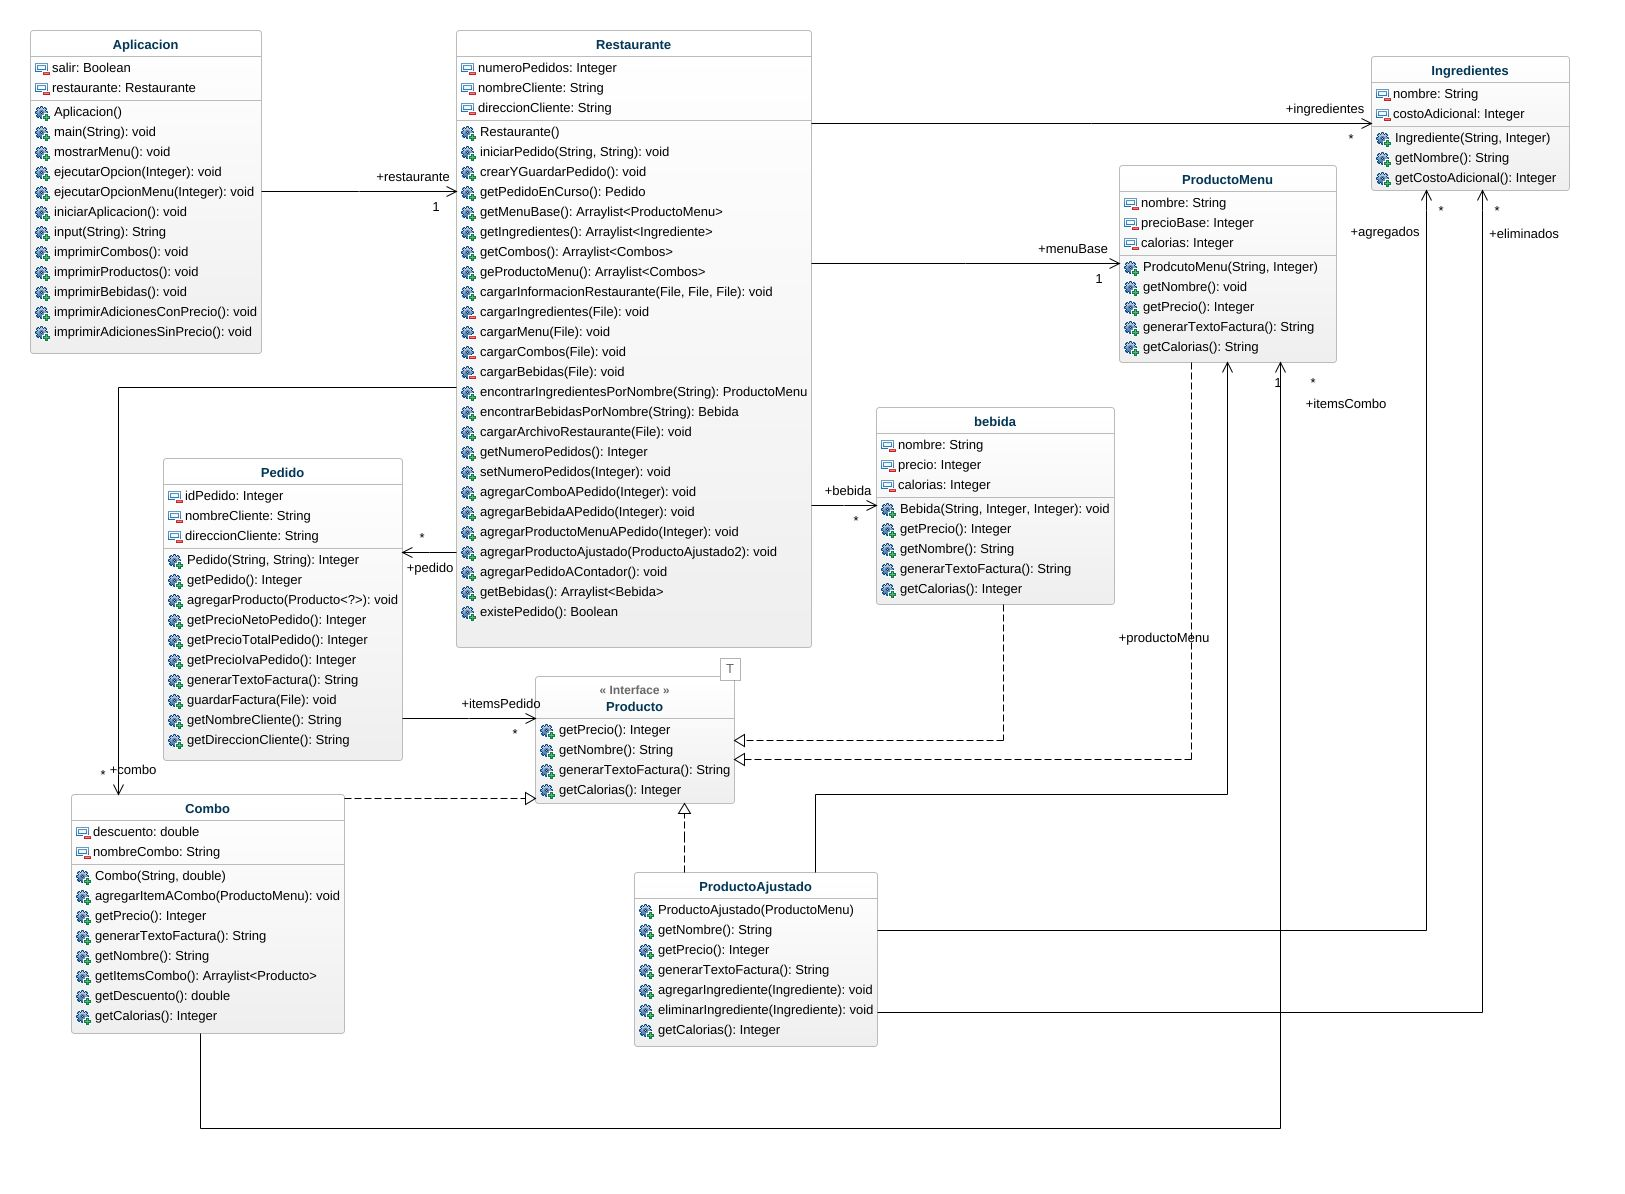 Aplicacion
salir: Boolean
restaurante: Restaurante
Aplicacion()
main(String): void
mostrarMenu(): void
ejecutarOpcion(Integer): void
ejecutarOpcionMenu(Integer): void
iniciarAplicacion(): void
input(String): String
imprimirCombos(): void
imprimirProductos(): void
imprimirBebidas(): void
imprimirAdicionesConPrecio(): void
imprimirAdicionesSinPrecio(): void
+restaurante
1
Restaurante
numeroPedidos: Integer
nombreCliente: String
direccionCliente: String
Restaurante()
iniciarPedido(String, String): void
crearYGuardarPedido(): void
getPedidoEnCurso(): Pedido
getMenuBase(): Arraylist<ProductoMenu>
getIngredientes(): Arraylist<Ingrediente>
getCombos(): Arraylist<Combos>
geProductoMenu(): Arraylist<Combos>
cargarInformacionRestaurante(File, File, File): void
cargarIngredientes(File): void
cargarMenu(File): void
cargarCombos(File): void
cargarBebidas(File): void
encontrarIngredientesPorNombre(String): ProductoMenu
encontrarBebidasPorNombre(String): Bebida
cargarArchivoRestaurante(File): void
getNumeroPedidos(): Integer
setNumeroPedidos(Integer): void
agregarComboAPedido(Integer): void
agregarBebidaAPedido(Integer): void
agregarProductoMenuAPedido(Integer): void
agregarProductoAjustado(ProductoAjustado2): void
agregarPedidoAContador(): void
getBebidas(): Arraylist<Bebida>
existePedido(): Boolean
+ingredientes
*
Ingredientes
nombre: String
costoAdicional: Integer
Ingrediente(String, Integer)
getNombre(): String
getCostoAdicional(): Integer
*
*
+agregados
+eliminados
+menuBase
1
ProductoMenu
nombre: String
precioBase: Integer
calorias: Integer
ProdcutoMenu(String, Integer)
getNombre(): void
getPrecio(): Integer
generarTextoFactura(): String
getCalorias(): String
1
*
+itemsCombo
+productoMenu
+bebida
*
bebida
nombre: String
precio: Integer
calorias: Integer
Bebida(String, Integer, Integer): void
getPrecio(): Integer
getNombre(): String
generarTextoFactura(): String
getCalorias(): Integer
*
+pedido
Pedido
idPedido: Integer
nombreCliente: String
direccionCliente: String
Pedido(String, String): Integer
getPedido(): Integer
agregarProducto(Producto<?>): void
getPrecioNetoPedido(): Integer
getPrecioTotalPedido(): Integer
getPrecioIvaPedido(): Integer
generarTextoFactura(): String
guardarFactura(File): void
getNombreCliente(): String
getDireccionCliente(): String
+itemsPedido
*
T
« Interface »
Producto
getPrecio(): Integer
getNombre(): String
generarTextoFactura(): String
getCalorias(): Integer
* +combo
Combo
descuento: double
nombreCombo: String
Combo(String, double)
agregarItemACombo(ProductoMenu): void
getPrecio(): Integer
generarTextoFactura(): String
getNombre(): String
getItemsCombo(): Arraylist<Producto>
getDescuento(): double
getCalorias(): Integer
ProductoAjustado
ProductoAjustado(ProductoMenu)
getNombre(): String
getPrecio(): Integer
generarTextoFactura(): String
agregarIngrediente(Ingrediente): void
eliminarIngrediente(Ingrediente): void
getCalorias(): Integer